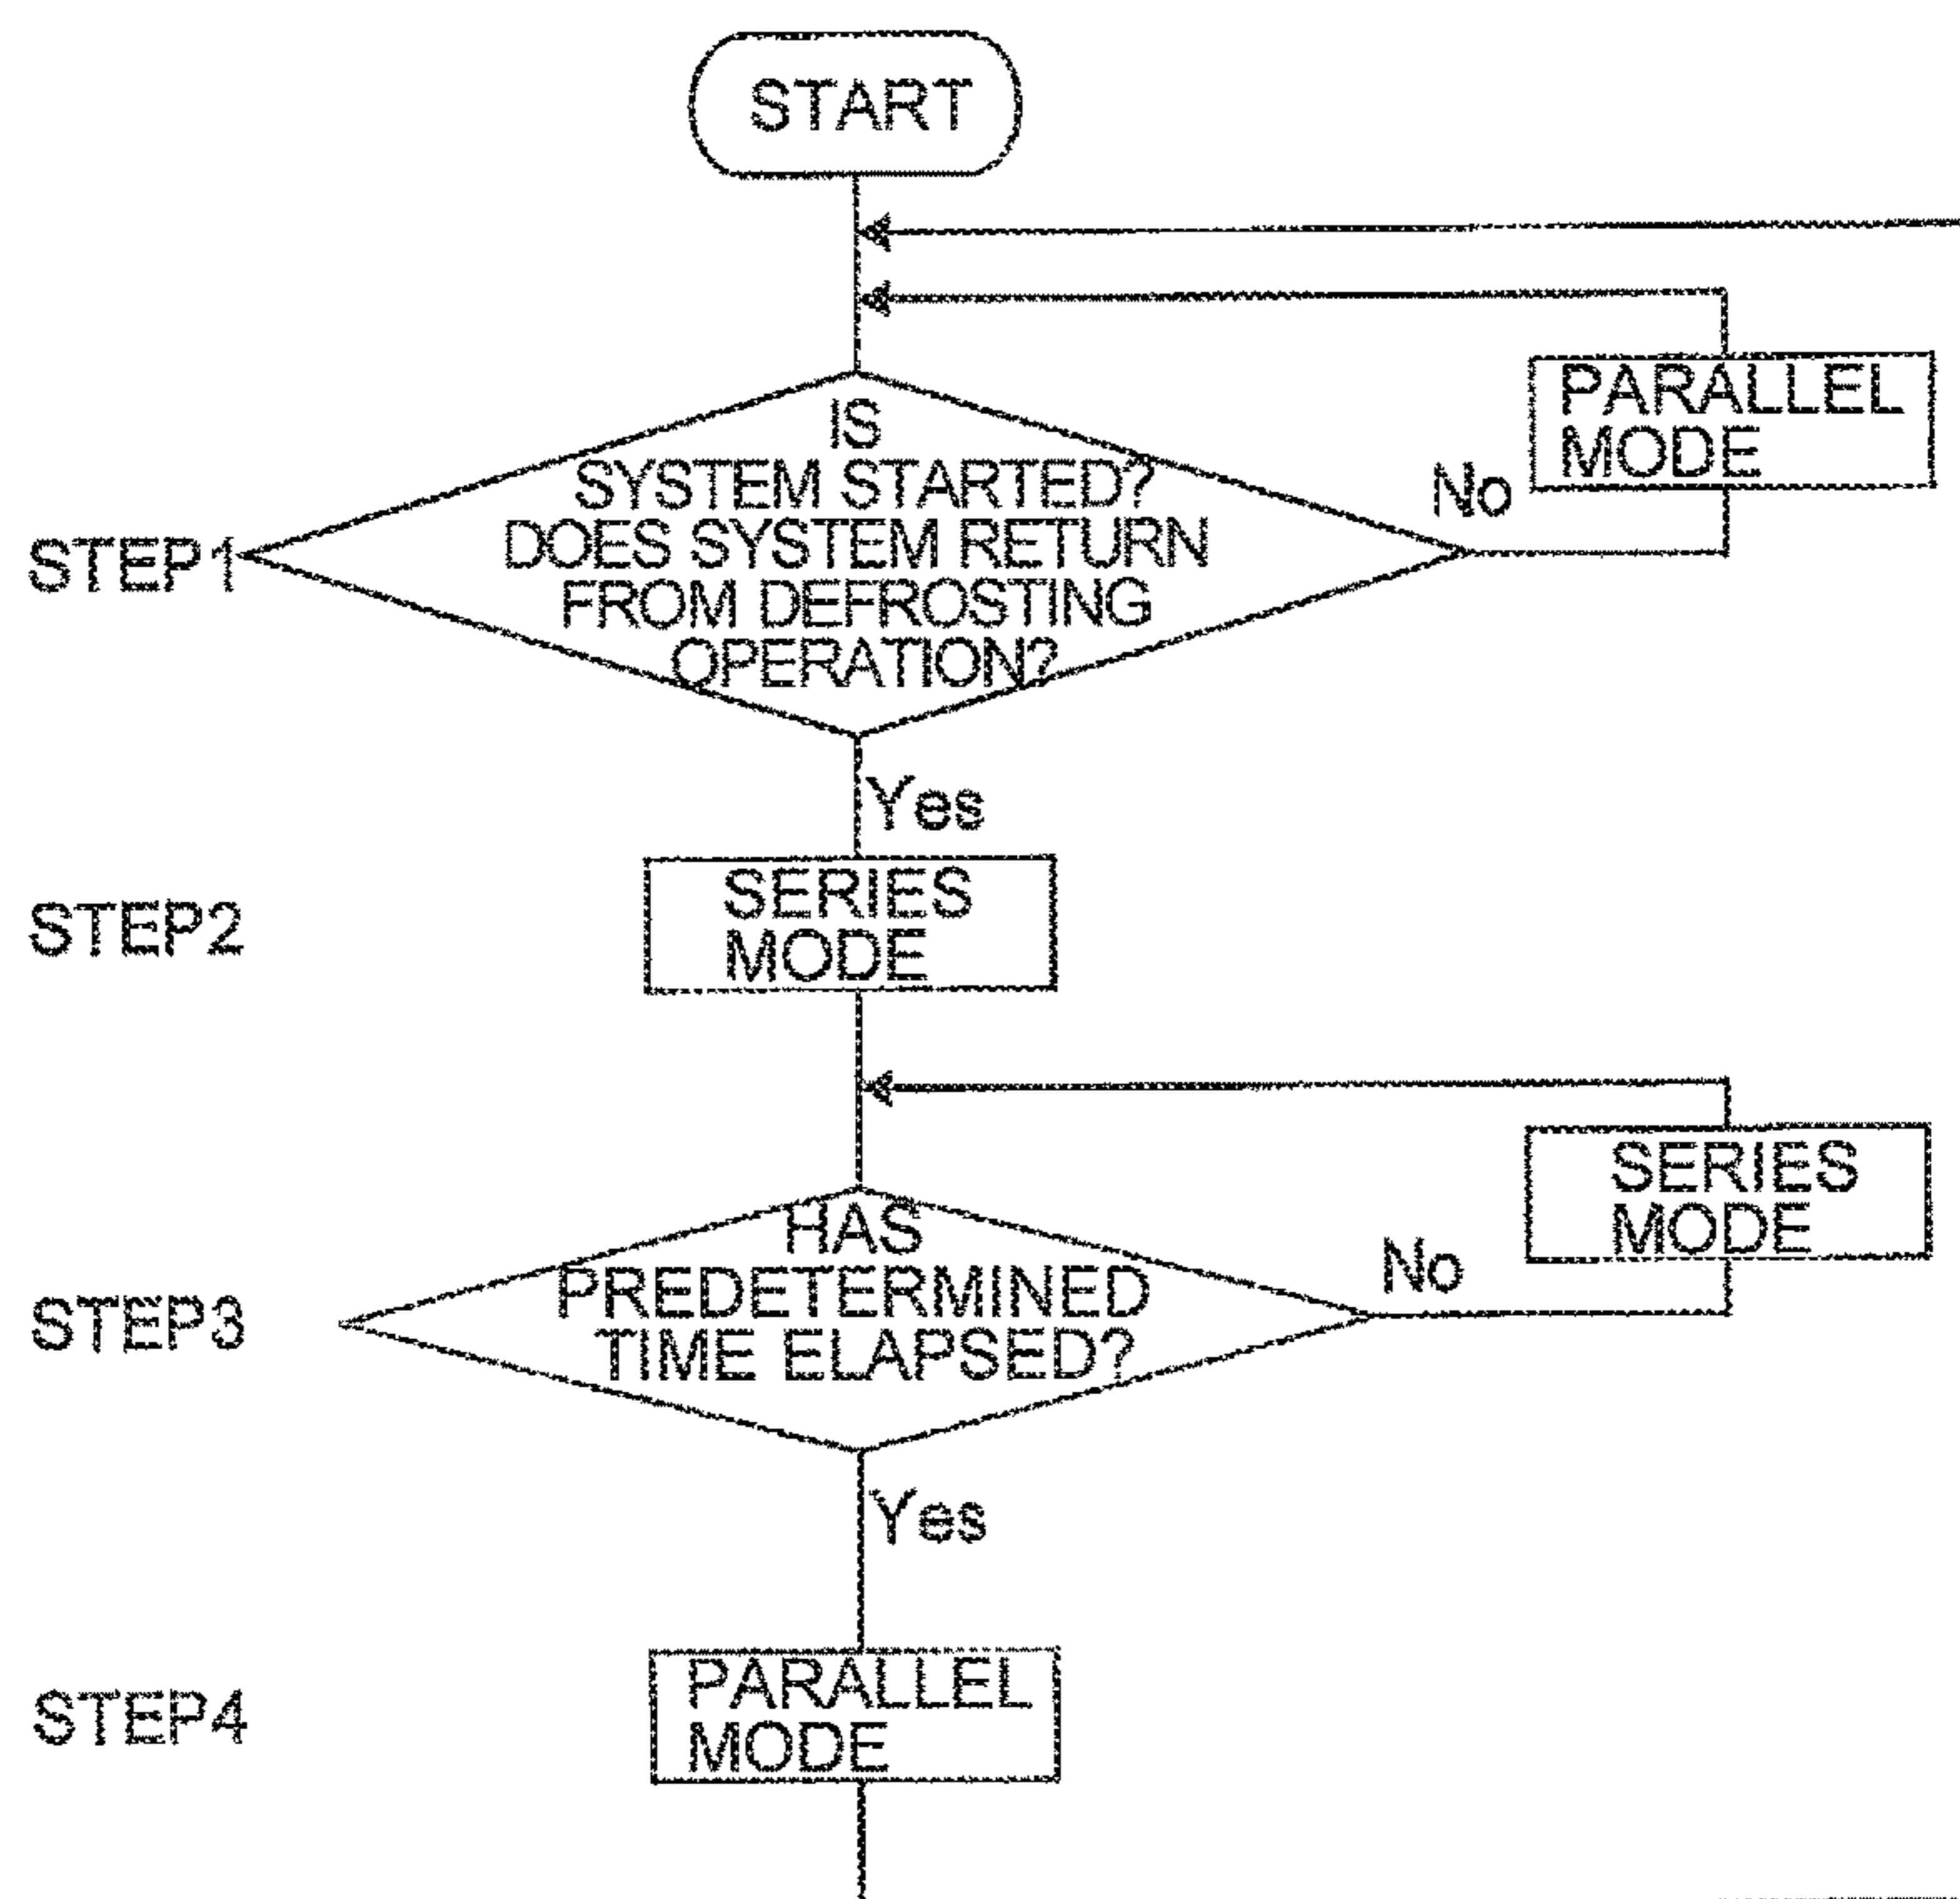 START
PARALLEL
MODE
IS
SYSTEM STARTED?
DOES SYSTEM RETURN
FROM DEFROSTING
OPERATION?
No
STEP1
Yes
STEP2
SERIES
MODE
SERIES
MODE
HAS
PREDETERMINED
TIME ELAPSED?
No
STEP3
Yes
STEP4
PARALLEL
MODE